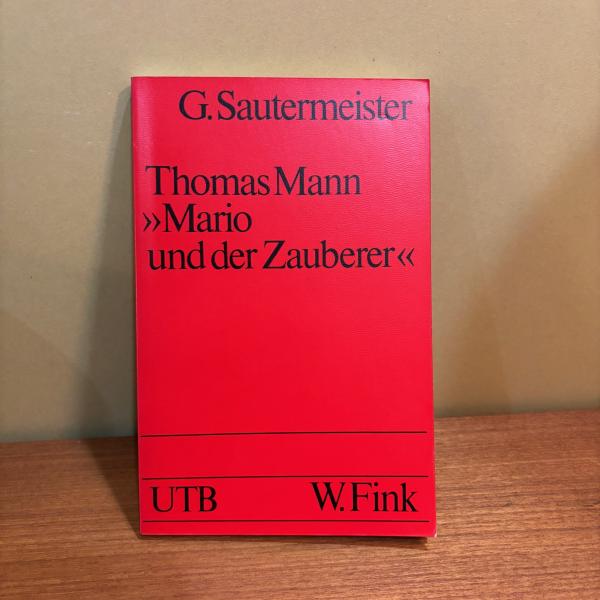 G. Sautermeister
Thomas Mann
»Mario
und der Zauberer«
UTB W. Fink